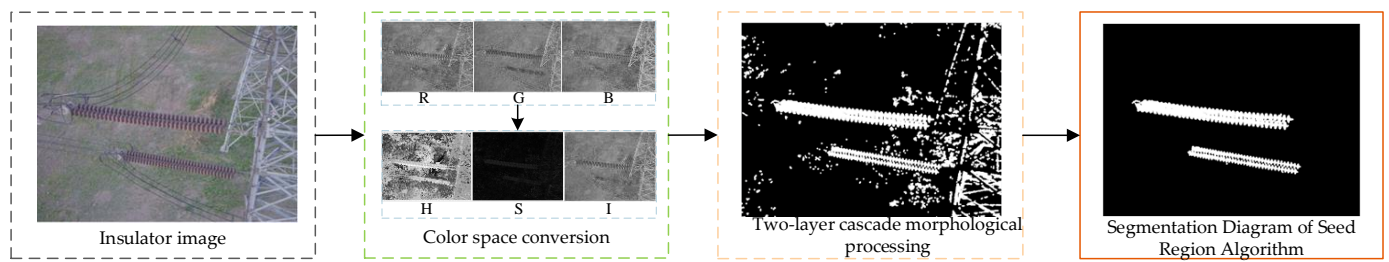 R G B
H S I
Insulator image
Color space conversion
Two-layer cascade morphological
processing
Segmentation Diagram of Seed
Region Algorithm